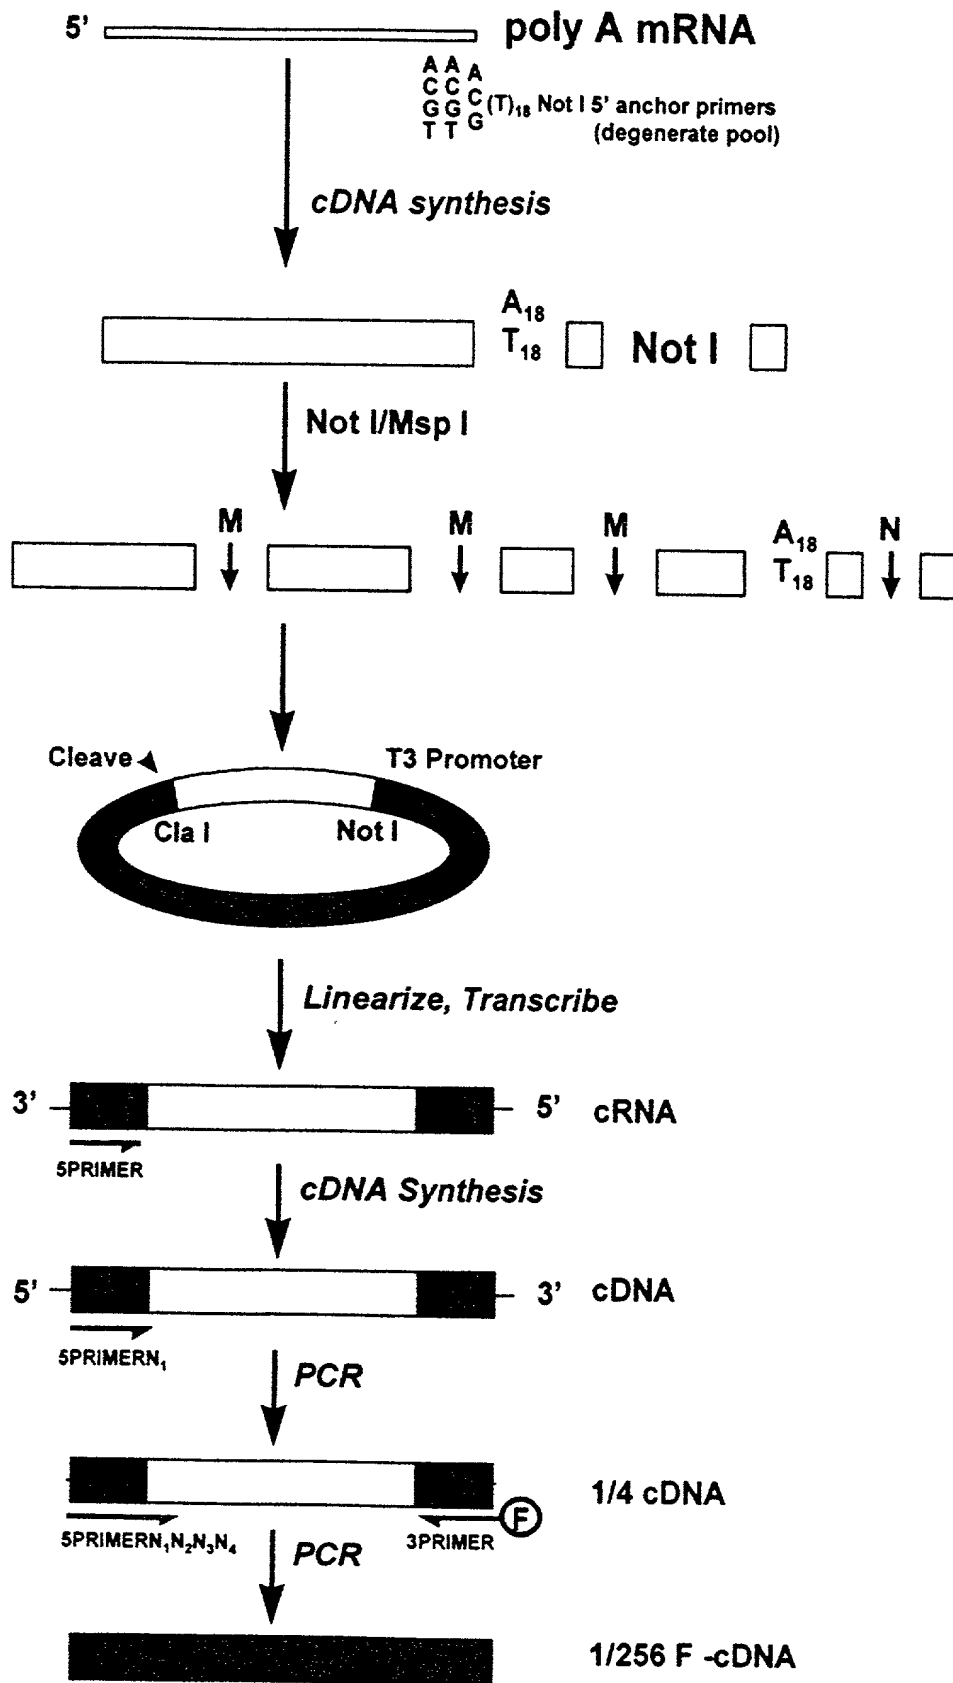 5’ poly A mRNA
A A A
C C C
G G G (T)18 Not I 5’ anchor primers
T T (degenerate pool)
cDNA synthesis
A18
T18 Not I
Not I/Msp I
M M M A18 N
T18
Cleave T3 Promoter
Cla I Not I
Linearize, Transcribe
3’ 5’ cRNA
5PRIMER
cDNA Synthesis
5’ 3’ cDNA
5PRIMERN1
PCR
1/4 cDNA
F
5PRIMERN1N2N3N4 3PRIMER
PCR
1/256 F -cDNA